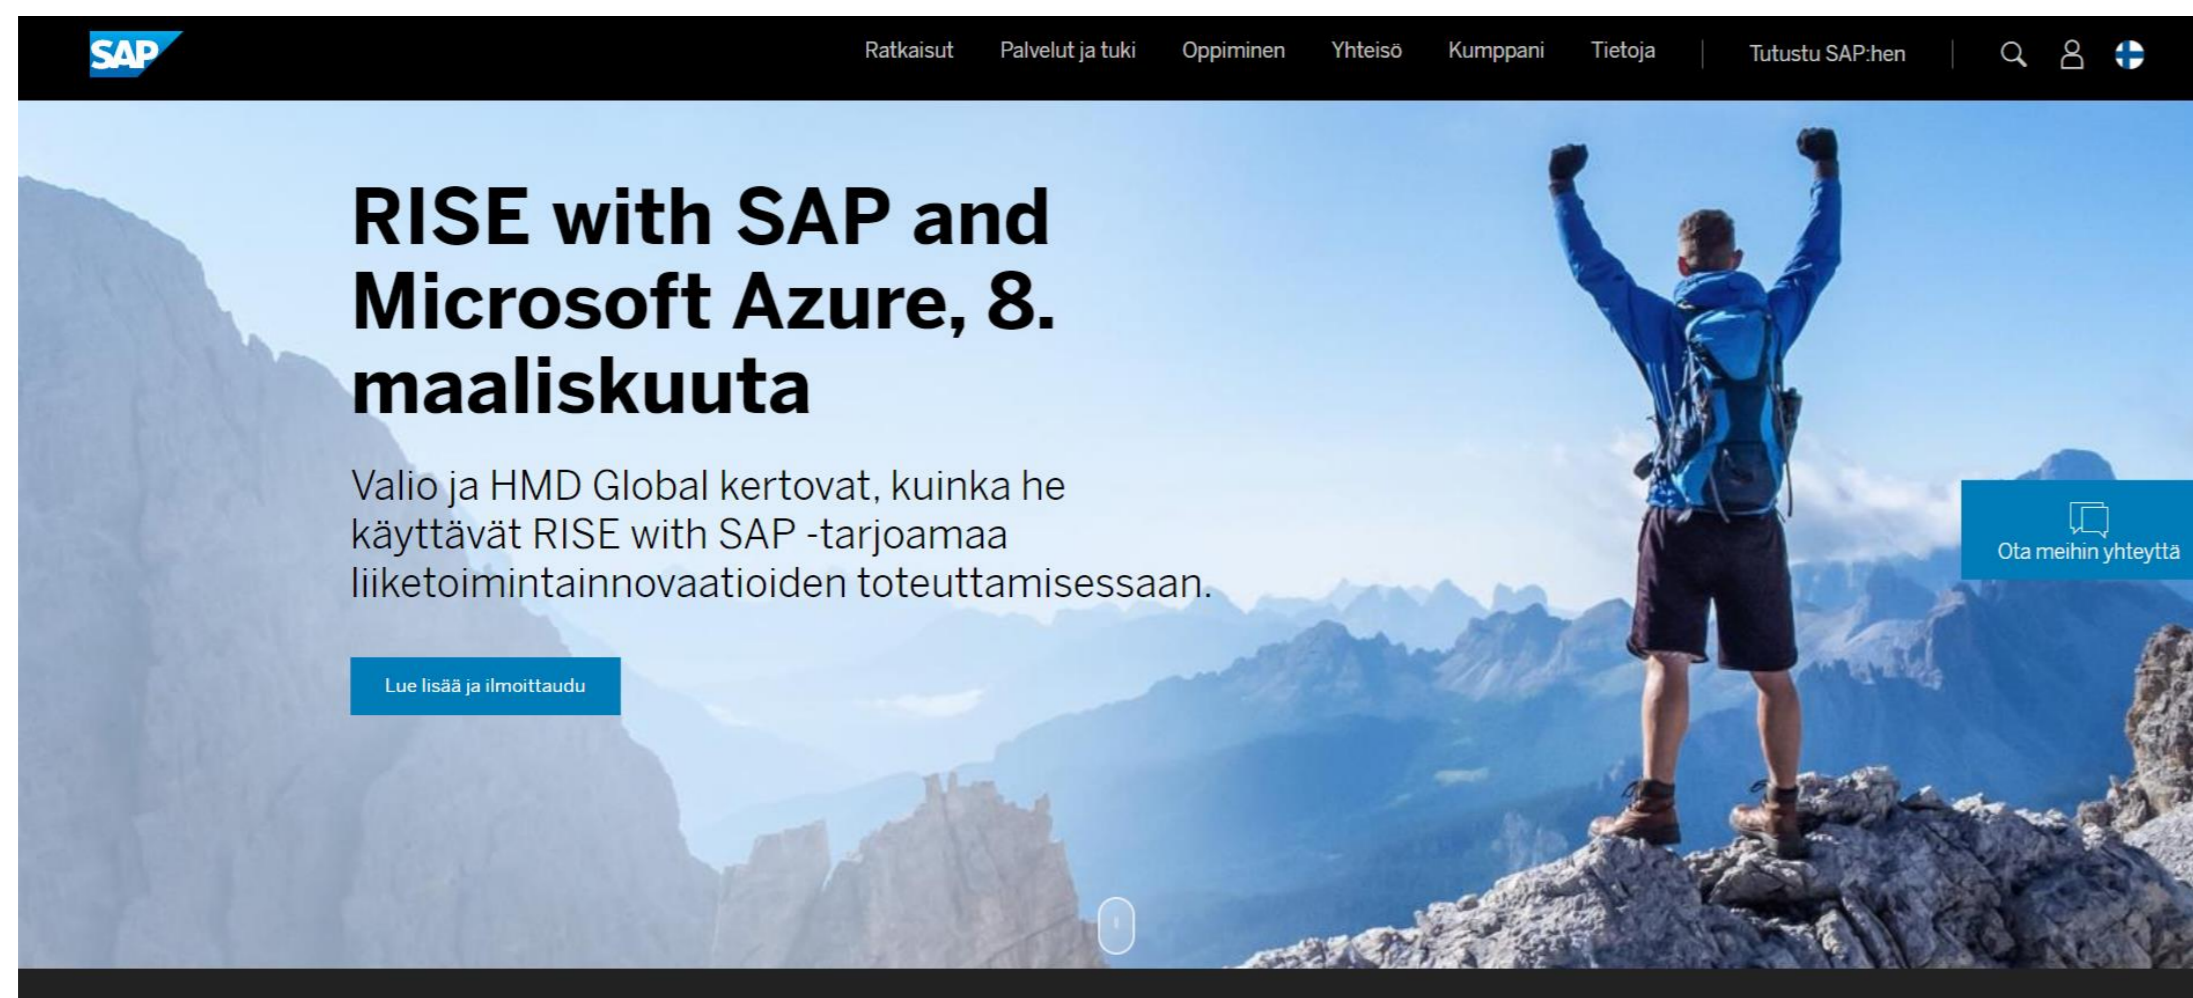 SAP
Ratkaisut Palvelut ja tuki Oppiminen Yhteisö Kumppani Tietoja Tutustu SAP:hen
RISE with SAP and
Microsoft Azure, 8.
maaliskuuta
Valio ja HMD Global kertovat, kuinka he
käyttävät RISE with SAP -tarjoamaa
liiketoimintainnovaatioiden toteuttamisessaan.
Lue lisää ja ilmoittaudu
Ota meihin yhteyttä